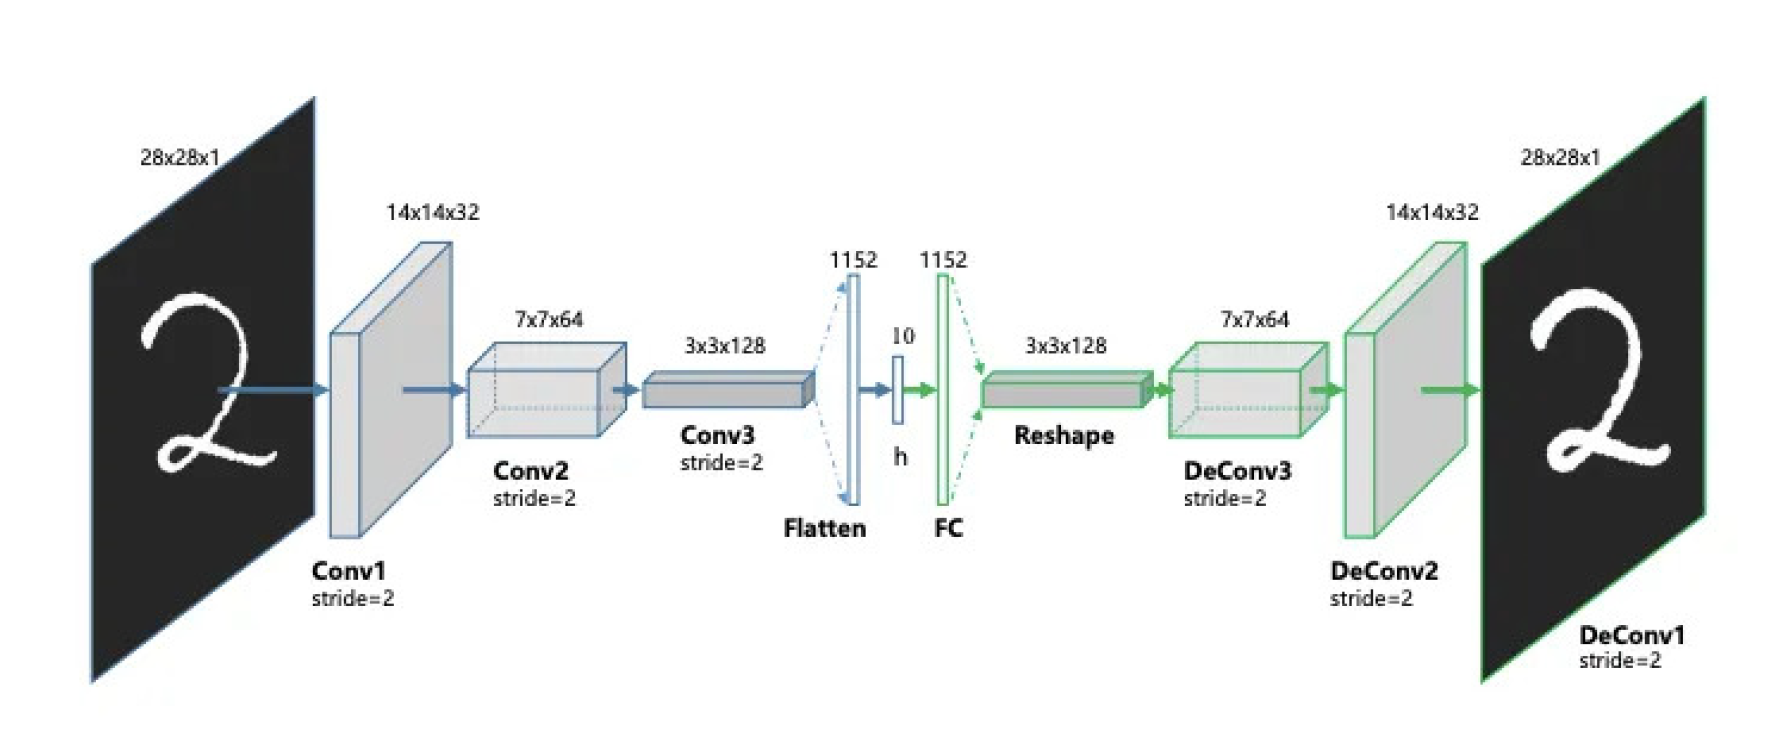 28x28x1
14x14x32
Conv1
stride=2
7x7x64
Conv2
stride=2
3x3x128
Conv3
stride=2
1152
Flatten
10
h
1152
FC
3x3x128
Reshape
7x7x64
DeConv3
stride=2
14x14x32
DeConv2
stride=2
28x28x1
DeConv1
stride=2
2
2